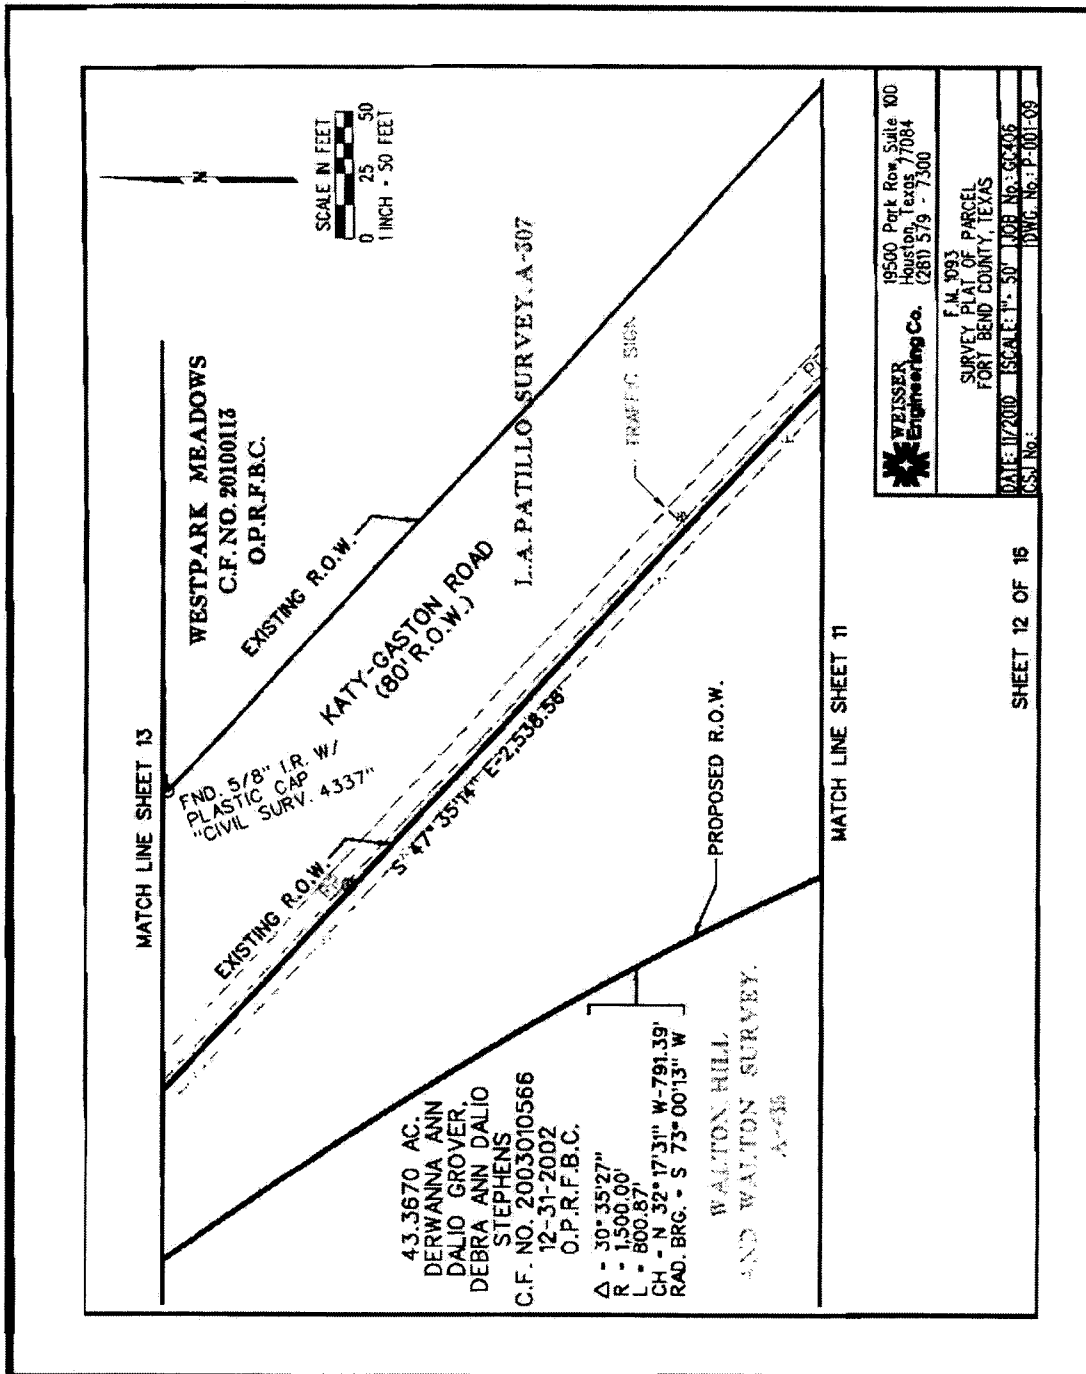 MATCH LINE SHEET 13
WESTPARK MEADOWS
C.F. NO. 20100113
O.P.R.F.B.C.
N
SCALE IN FEET
0 25 50
1 INCH - 50 FEET
FND. 5/8" I.R. W/
PLASTIC CAP
"CIVIL SURV. 4337"
EXISTING R.O.W.
EXISTING R.O.W.
KATY-GASTON ROAD
(80' R.O.W.)
S 47° 35'14" E-2,538.58'
L.A. PATILLO SURVEY, A-307
TRAFFIC SIGN
43.3670 AC.
DERWANNA ANN
DALIO GROVER,
DEBRA ANN DALIO
STEPHENS
C.F. NO. 2003010566
12-31-2002
O.P.R.F.B.C.
Δ - 30° 35'27"
R - 1,500.00'
L - 800.87'
CH - N 32° 17'31" W-791.39'
RAD. BRG. - S 73° 00'13" W
PROPOSED R.O.W.
WALTON HILL
AND WALTON SURVEY,
MATCH LINE SHEET 11
WEISSER
Engineering Co.
19500 Park Row, Suite 100
Houston, Texas 77084
(281) 579 - 7300
F.M. 1093
SURVEY PLAT OF PARCEL
FORT BEND COUNTY, TEXAS
DATE: 11/2010 SCALE: 1"- 50' JOB No.: GC406
CSJ No.: DWG. No.: P-001-09
SHEET 12 OF 16